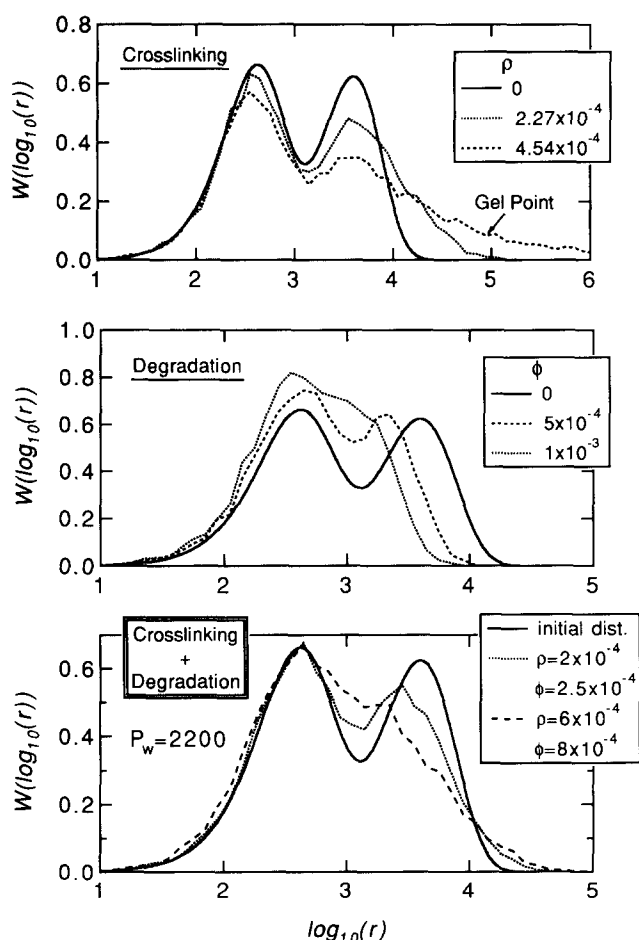 0.8
0.6
0.4
0.2
0.0
W(log₁₀(r))
Crosslinking
ρ
0
2.27x10⁻⁴
4.54x10⁻⁴
Gel Point
1 2 3 4 5 6
1.0
0.8
0.6
0.4
0.2
0.0
W(log₁₀(r))
Degradation
ϕ
0
5x10⁻⁴
1x10⁻³
1 2 3 4 5
0.6
0.4
0.2
0.0
W(log₁₀(r))
Crosslinking
+
Degradation
P_w=2200
initial dist.
ρ=2x10⁻⁴
ϕ=2.5x10⁻⁴
ρ=6x10⁻⁴
ϕ=8x10⁻⁴
1 2 3 4 5
log₁₀(r)